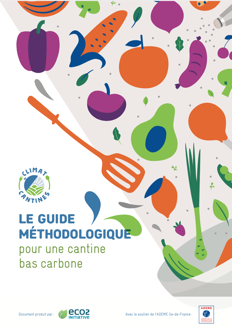 CLIMAT
CANTINES
LE GUIDE
MÉTHODOLOGIQUE
pour une cantine
bas carbone
Document produit par
ECO2
INITIATIVE
Avec le soutien de l'ADEME Île-de-France
ADEME